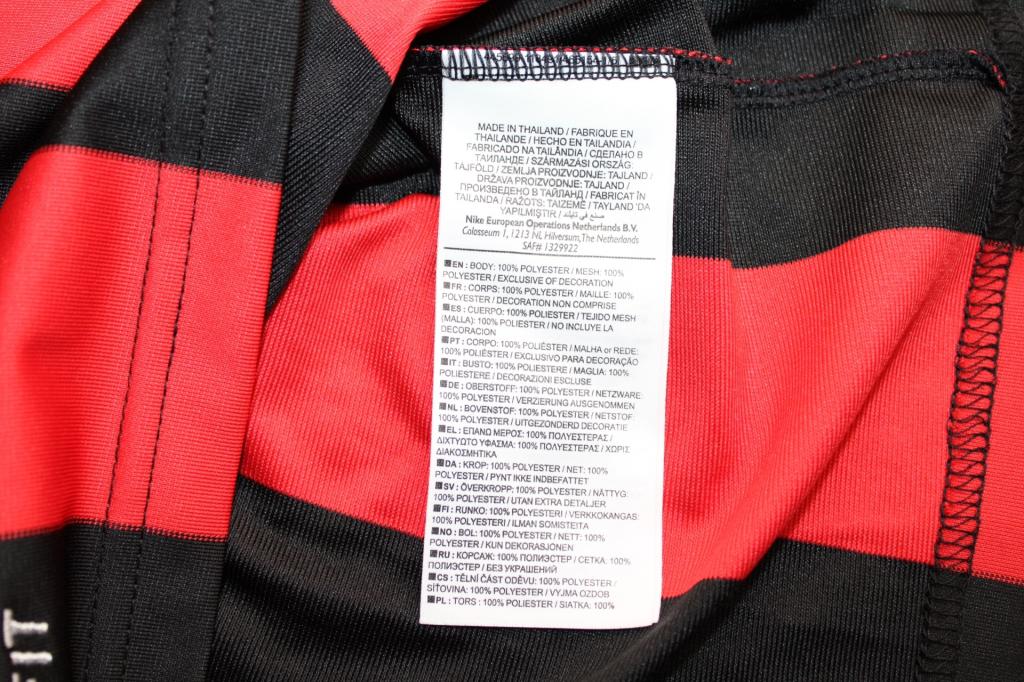 MADE IN THAILAND / FABRIQUE EN
THAILANDE / HECHO EN TAILANDIA /
FABRICADO NA TAILÂNDIA / СДЕЛАНО В
ТАИЛАНДЕ / SZÁRMAZÁSI ORSZÁG:
TÁJFÖLD / ZEMLJA PROIZVODNJE: TAJLAND /
DRŽAVA PROIZVODNJE: TAJLAND /
ПРОИЗВЕДЕНО В ТАЙЛАНД / FABRICAT ÎN
TAILANDA / RAŽOTS: TAIZEMĒ / TAYLAND 'DA
YAPILMIŞTIR / صنع في تايلند
Nike European Operations Netherlands B.V.
Colosseum 1, 1213 NL Hilversum, The Netherlands
SAF# 1329922
EN : BODY: 100% POLYESTER / MESH: 100%
POLYESTER / EXCLUSIVE OF DECORATION
FR : CORPS: 100% POLYESTER / MAILLE: 100%
POLYESTER / DECORATION NON COMPRISE
ES : CUERPO: 100% POLIESTER / TEJIDO MESH
(MALLA): 100% POLIESTER / NO INCLUYE LA
DECORACION
PT : CORPO: 100% POLIÉSTER / MALHA or REDE:
100% POLIÉSTER / EXCLUSIVO PARA DECORAÇÃO
IT : BUSTO: 100% POLIESTERE / MAGLIA: 100%
POLIESTERE / DECORAZIONI ESCLUSE
DE : OBERSTOFF: 100% POLYESTER / NETZWARE:
100% POLYESTER / VERZIERUNG AUSGENOMMEN
NL : BOVENSTOF: 100% POLYESTER / NETSTOF:
100% POLYESTER / UITGEZONDERD DECORATIE
EL : ΕΠΑΝΩ ΜΕΡΟΣ: 100% ΠΟΛΥΕΣΤΕΡΑΣ /
ΔΙΧΤΥΩΤΟ ΥΦΑΣΜΑ: 100% ΠΟΛΥΕΣΤΕΡΑΣ / ΧΩΡΙΣ
ΔΙΑΚΟΣΜΗΤΙΚΑ
DA : KROP: 100% POLYESTER / NET: 100%
POLYESTER / PYNT IKKE INDBEFATTET
SV : ÖVERKROPP: 100% POLYESTER / NÄTTYG:
100% POLYESTER / UTAN EXTRA DETALJER
FI : RUNKO: 100% POLYESTERI / VERKKOKANGAS:
100% POLYESTERI / ILMAN SOMISTEITA
NO : BOL: 100% POLYESTER / NETT: 100%
POLYESTER / KUN DEKORASJONEN
RU : КОРСАЖ: 100% ПОЛИЭСТЕР / СЕТКА: 100%
ПОЛИЭСТЕР / БЕЗ УКРАШЕНИЙ
CS : TĚLNÍ ČÁST ODĚVU: 100% POLYESTER /
SÍŤOVINA: 100% POLYESTER / VYJMA OZDOB
PL : TORS : 100% POLIESTER / SIATKA: 100%
FIT